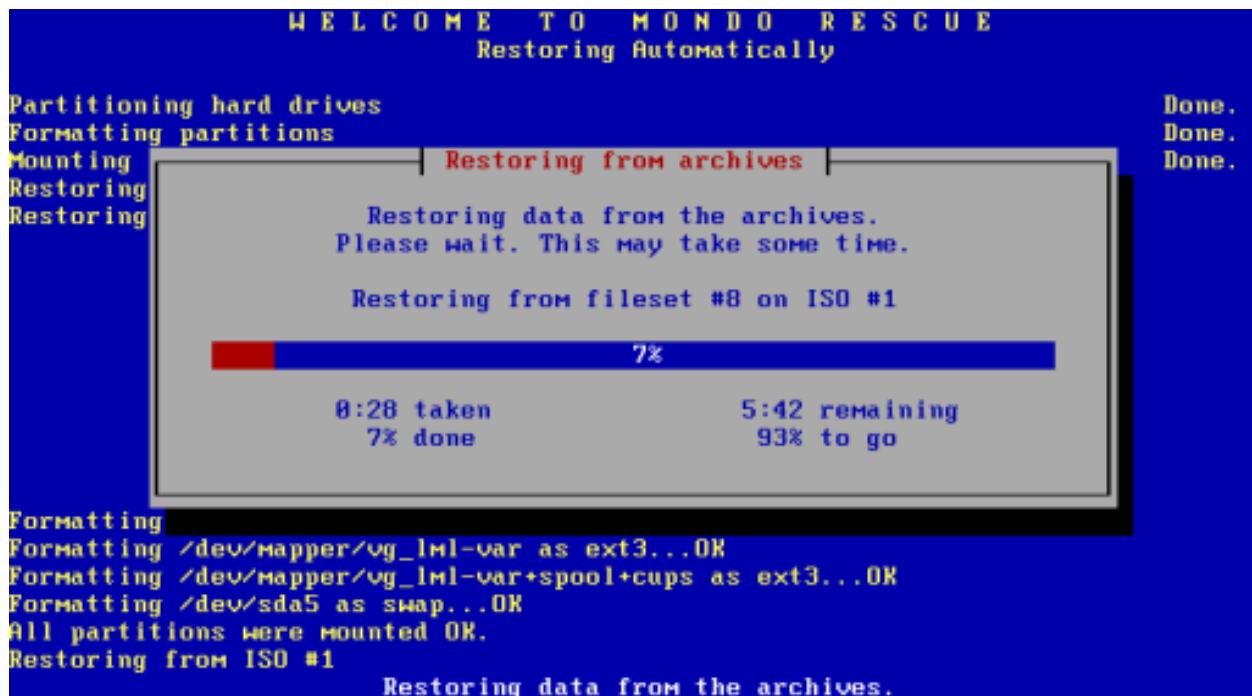 WELCOME TO MONDO RESCUE
Restoring Automatically
Partitioning hard drives Done.
Formatting partitions Done.
Mounting Done.
Restoring
Restoring
Restoring from archives
Restoring data from the archives.
Please wait. This may take some time.
Restoring from fileset #8 on ISO #1
7%
0:28 taken 5:42 remaining
7% done 93% to go
Formatting
Formatting /dev/mapper/vg_lml-var as ext3...OK
Formatting /dev/mapper/vg_lml-var+spool+cups as ext3...OK
Formatting /dev/sda5 as swap...OK
All partitions were mounted OK.
Restoring from ISO #1
Restoring data from the archives.